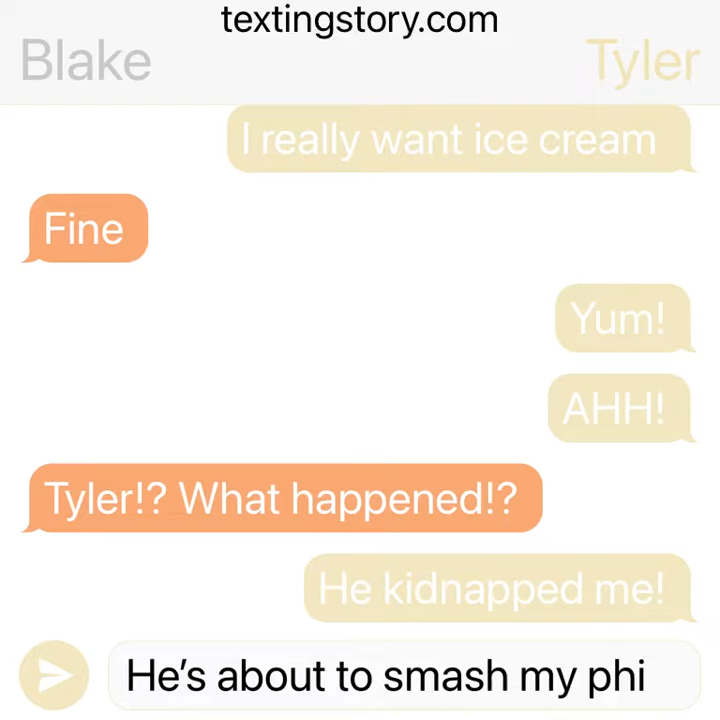 textingstory.com
Blake
Tyler
I really want ice cream
Fine
Yum!
AHH!
Tyler!? What happened!?
He kidnapped me!
He’s about to smash my phi